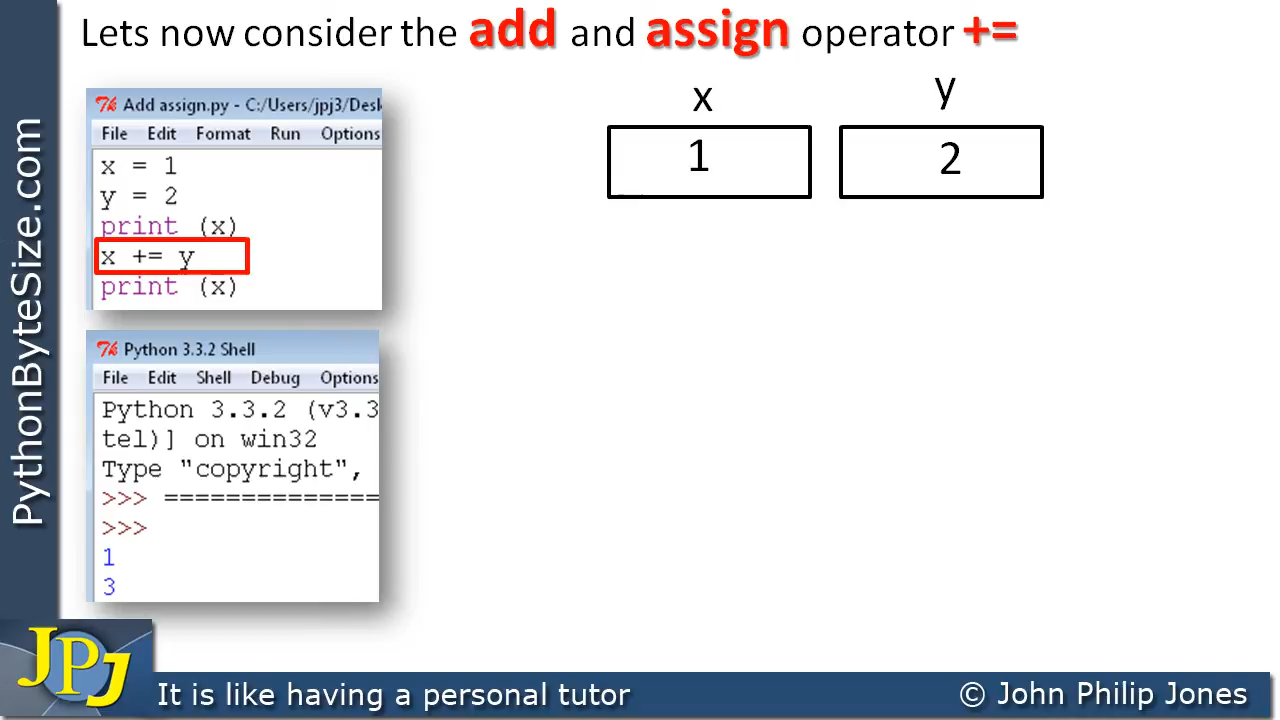 Lets now consider the add and assign operator +=
x y
1 2
Add assign.py - C:/Users/jpj3/Desk
File Edit Format Run Options
x = 1
y = 2
print (x)
x += y
print (x)
Python 3.3.2 Shell
File Edit Shell Debug Options
Python 3.3.2 (v3.3
tel)] on win32
Type "copyright",
>>> ==============
>>>
1
3
PythonByteSize.com
JPJ
It is like having a personal tutor
© John Philip Jones